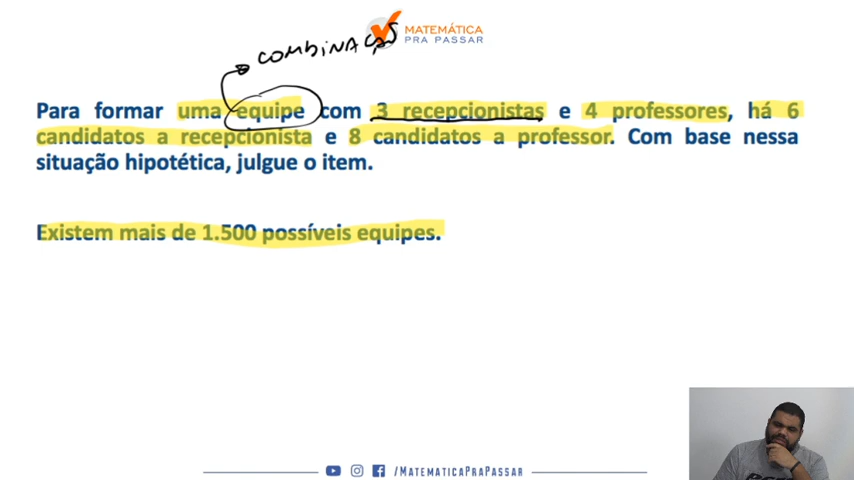 MATEMÁTICA
PRA PASSAR
COMBINAÇÃO
Para formar uma equipe com 3 recepcionistas e 4 professores, há 6
candidatos a recepcionista e 8 candidatos a professor. Com base nessa
situação hipotética, julgue o item.
Existem mais de 1.500 possíveis equipes.
/MATEMATICAPRAPASSAR